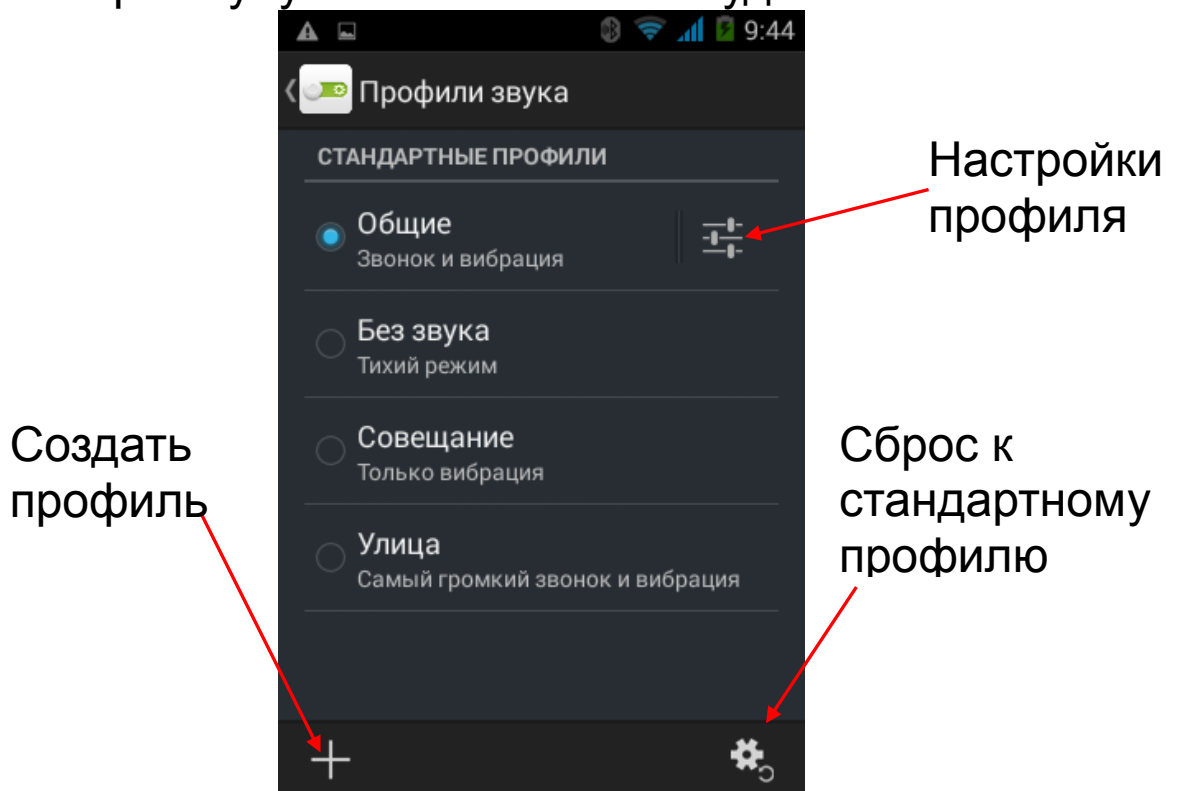 9:44
Профили звука
СТАНДАРТНЫЕ ПРОФИЛИ
Общие
Звонок и вибрация
Без звука
Тихий режим
Совещание
Только вибрация
Улица
Самый громкий звонок и вибрация
Настройки
профиля
Создать
профиль
Сброс к
стандартному
профилю